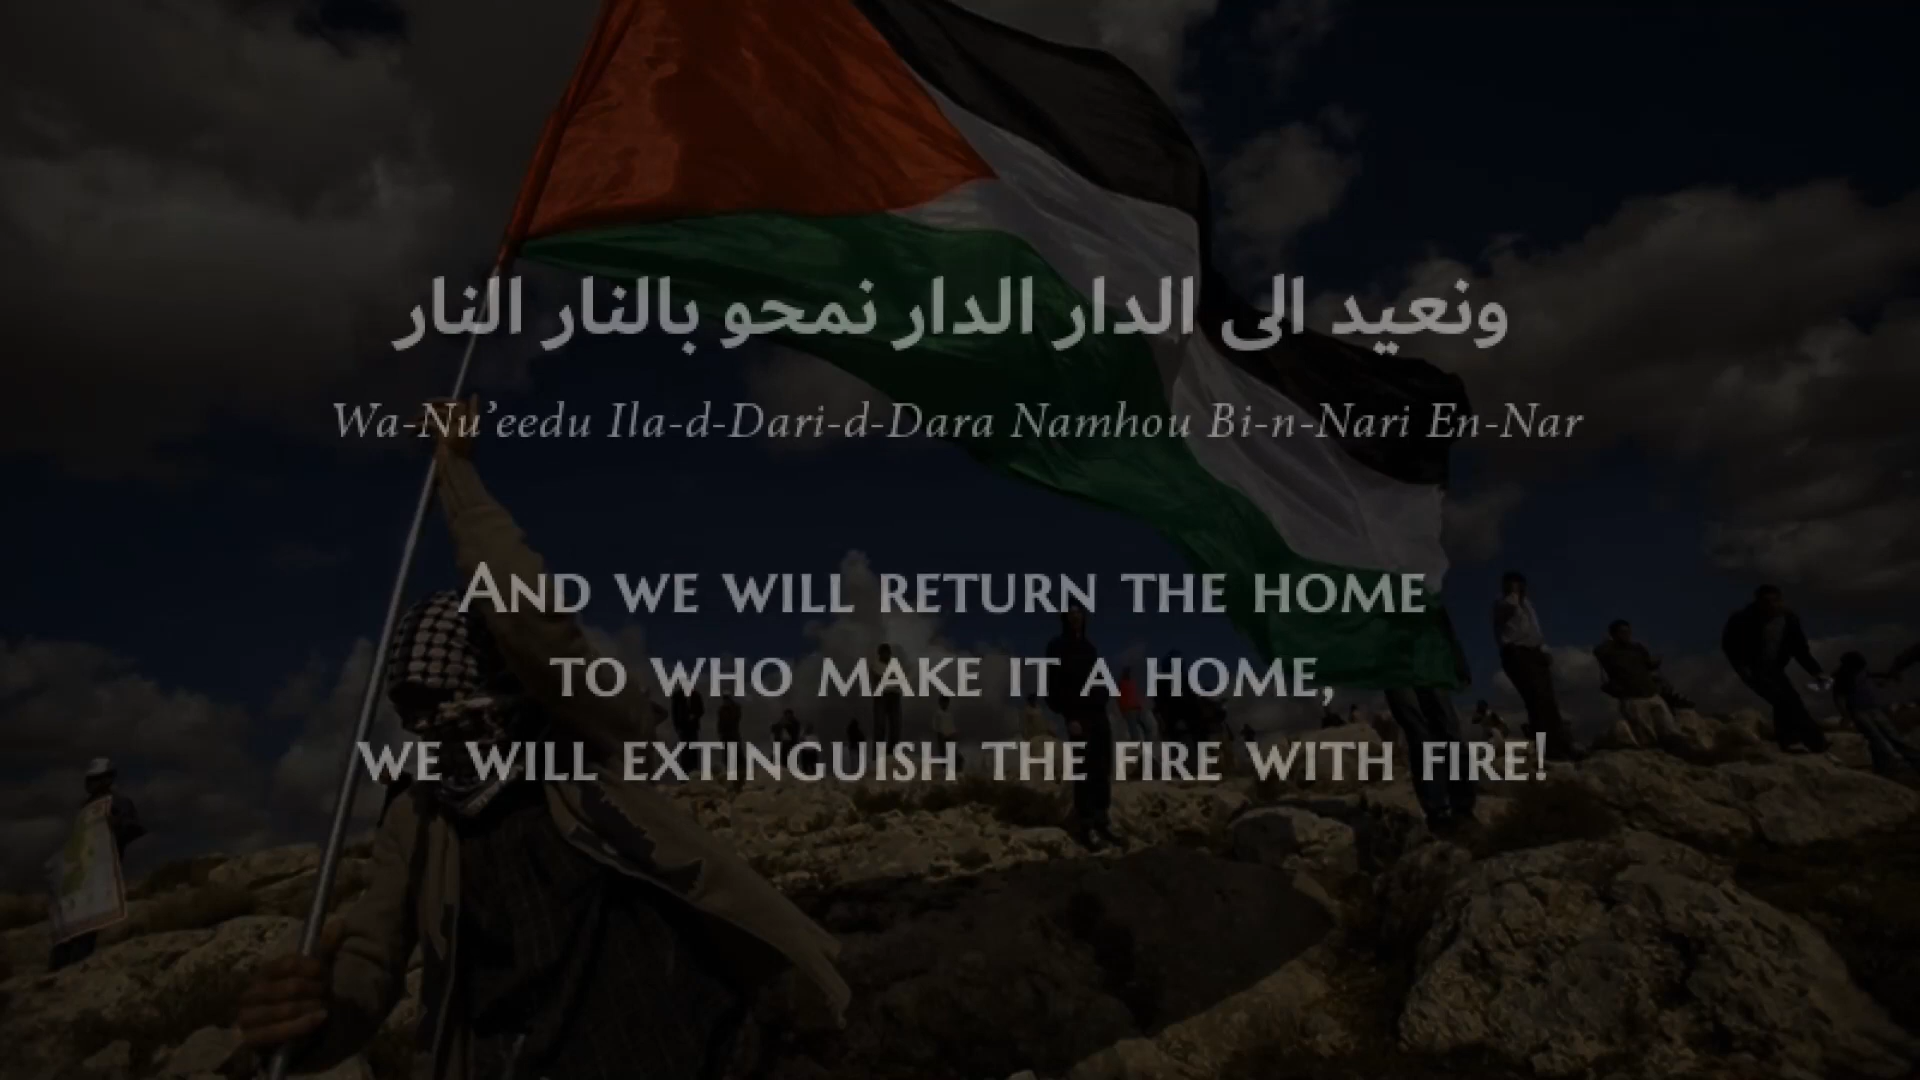 ونعيد الى الدار الدار نمحو بالنار النار
Wa-Nu’eedu Ila-d-Dari-d-Dara Namhou Bi-n-Nari En-Nar
And we will return the home
to who make it a home,
we will extinguish the fire with fire!